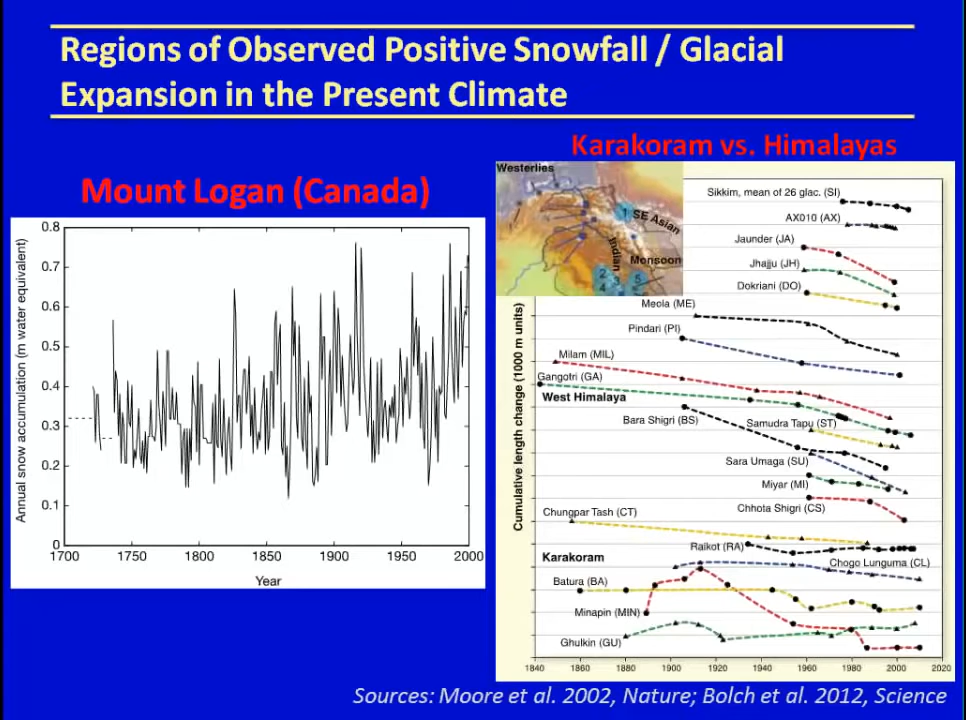 Regions of Observed Positive Snowfall / Glacial
Expansion in the Present Climate
Karakoram vs. Himalayas
Mount Logan (Canada)
Annual snow accumulation (m water equivalent)
0.8
0.7
0.6
0.5
0.4
0.3
0.2
0.1
0
1700
1750
1800
1850
1900
1950
2000
Year
Westerlies
1
SE Asian
Indian
Monsoon
2
5
4
Cumulative length change (1000 m units)
Sikkim, mean of 26 glac. (SI)
AX010 (AX)
Jaunder (JA)
Jhajju (JH)
Dokriani (DO)
Meola (ME)
Pindari (PI)
Milam (MIL)
Gangotri (GA)
West Himalaya
Bara Shigri (BS)
Samudra Tapu (ST)
Sara Umaga (SU)
Miyar (MI)
Chhota Shigri (CS)
Chungpar Tash (CT)
Raikot (RA)
Karakoram
Chogo Lunguma (CL)
Batura (BA)
Minapin (MIN)
Ghulkin (GU)
1840
1860
1880
1900
1920
1940
1960
1980
2000
2020
Sources: Moore et al. 2002, Nature; Bolch et al. 2012, Science